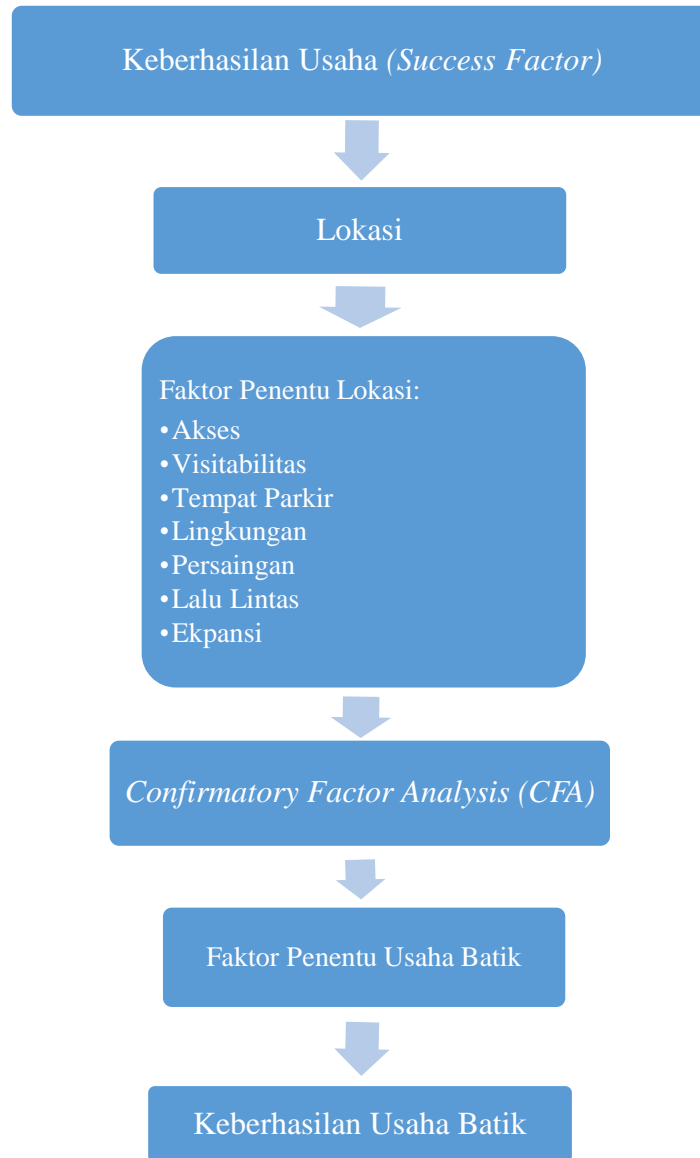 Keberhasilan Usaha (Success Factor)
Lokasi
Faktor Penentu Lokasi:
•Akses
•Visitabilitas
•Tempat Parkir
•Lingkungan
•Persaingan
•Lalu Lintas
•Ekpansi
Confirmatory Factor Analysis (CFA)
Faktor Penentu Usaha Batik
Keberhasilan Usaha Batik